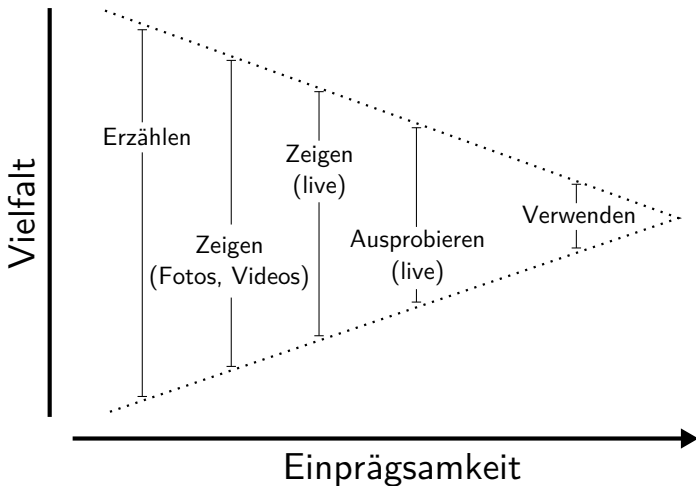 Vielfalt
Erzählen
Zeigen
(Fotos, Videos)
Zeigen
(live)
Ausprobieren
(live)
Verwenden
Einprägsamkeit